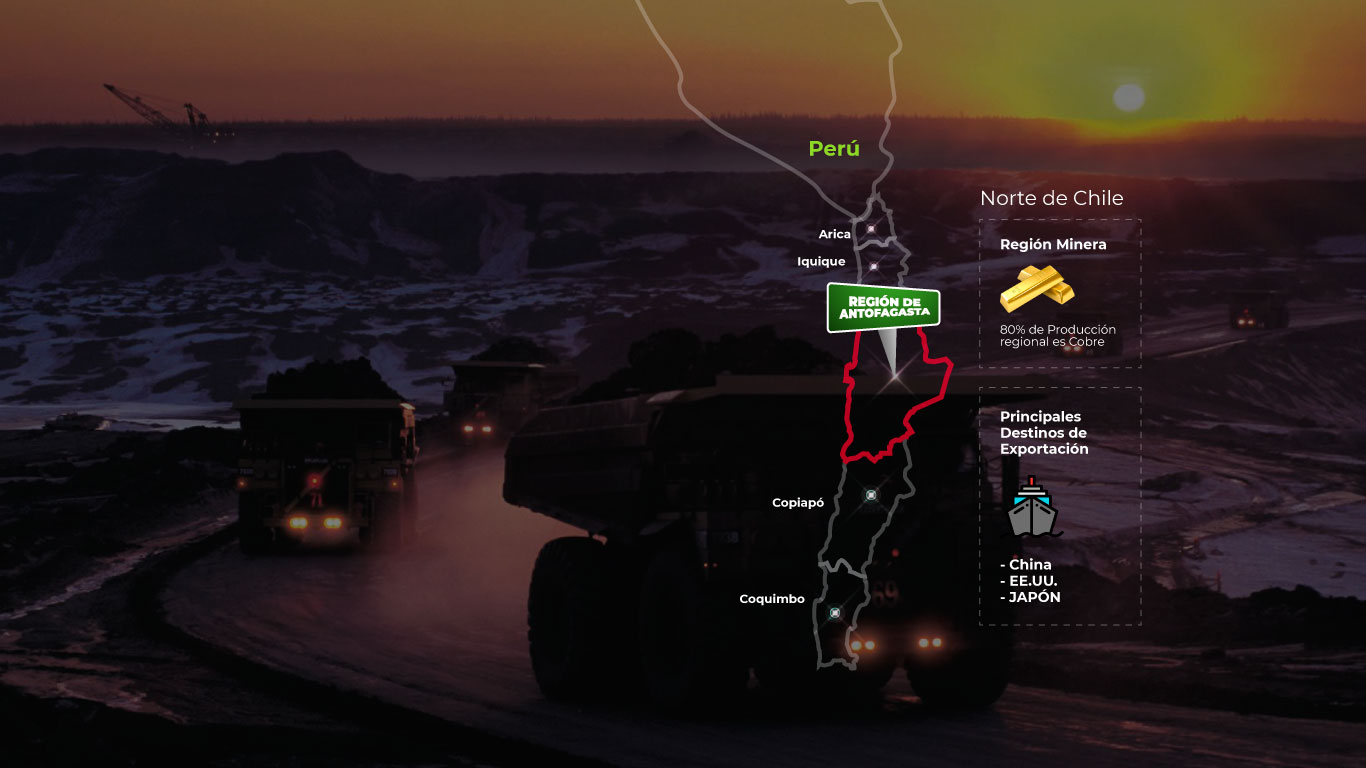 Perú
Norte de Chile
Arica
Iquique
REGIÓN DE
ANTOFAGASTA
Copiapó
Coquimbo
Región Minera
80% de Producción
regional es Cobre
Principales
Destinos de
Exportación
- China
- EE.UU.
- JAPÓN
69